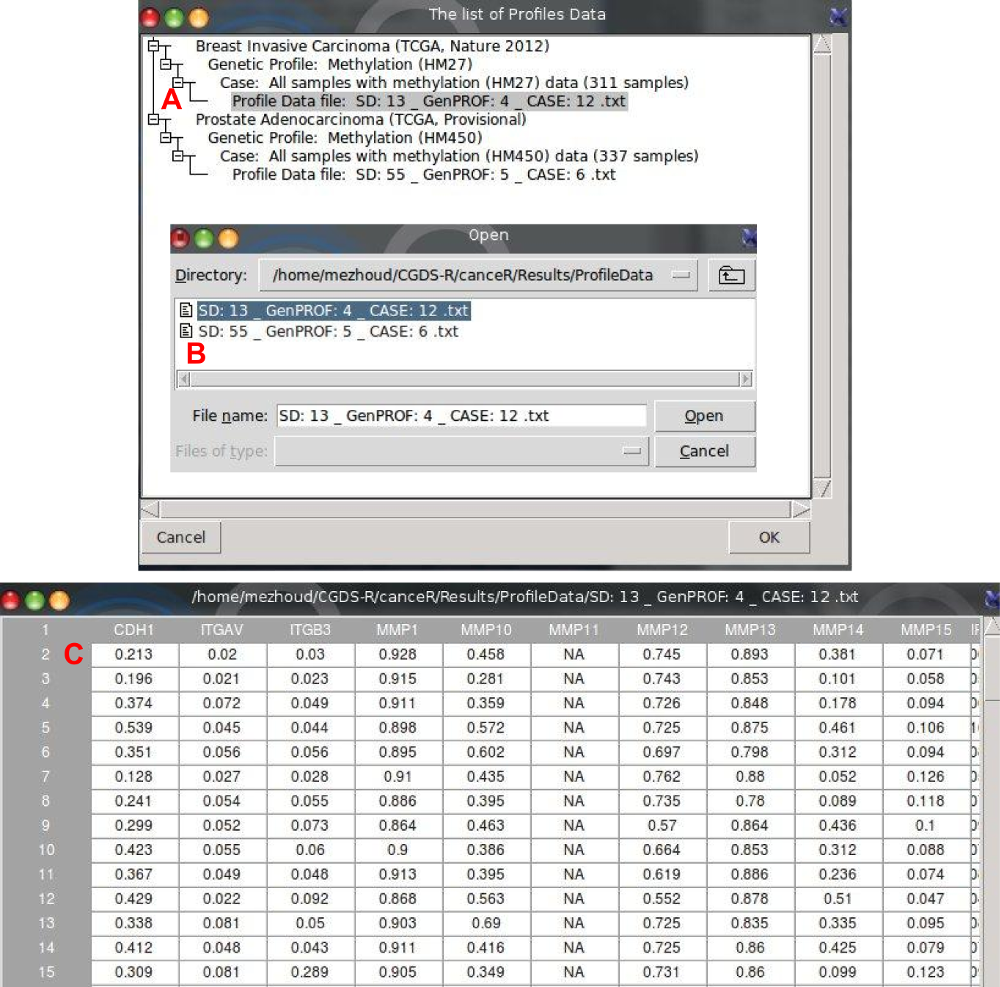 The list of Profiles Data
Breast Invasive Carcinoma (TCGA, Nature 2012)
Genetic Profile: Methylation (HM27)
Case: All samples with methylation (HM27) data (311 samples)
A
Profile Data file: SD: 13 _ GenPROF: 4 _ CASE: 12 .txt
Prostate Adenocarcinoma (TCGA, Provisional)
Genetic Profile: Methylation (HM450)
Case: All samples with methylation (HM450) data (337 samples)
Profile Data file: SD: 55 _ GenPROF: 5 _ CASE: 6 .txt
Open
Directory: /home/mezhoud/CGDS-R/canceR/Results/ProfileData
SD: 13 _ GenPROF: 4 _ CASE: 12 .txt
SD: 55 _ GenPROF: 5 _ CASE: 6 .txt
B
File name: SD: 13 _ GenPROF: 4 _ CASE: 12 .txt Open
Files of type: Cancel
Cancel OK
/home/mezhoud/CGDS-R/canceR/Results/ProfileData/SD: 13 _ GenPROF: 4 _ CASE: 12 .txt
1 CDH1 ITGAV ITGB3 MMP1 MMP10 MMP11 MMP12 MMP13 MMP14 MMP15
2 C 0.213 0.02 0.03 0.928 0.458 NA 0.745 0.893 0.381 0.071
3 0.196 0.021 0.023 0.915 0.281 NA 0.743 0.853 0.101 0.058
4 0.374 0.072 0.049 0.911 0.359 NA 0.726 0.848 0.178 0.094
5 0.539 0.045 0.044 0.898 0.572 NA 0.725 0.875 0.461 0.106
6 0.351 0.056 0.056 0.895 0.602 NA 0.697 0.798 0.312 0.094
7 0.128 0.027 0.028 0.91 0.435 NA 0.762 0.88 0.052 0.126
8 0.241 0.054 0.055 0.886 0.395 NA 0.735 0.78 0.089 0.118
9 0.299 0.052 0.073 0.864 0.463 NA 0.57 0.864 0.436 0.1
10 0.423 0.055 0.06 0.9 0.386 NA 0.664 0.853 0.312 0.088
11 0.367 0.049 0.048 0.913 0.395 NA 0.619 0.886 0.236 0.074
12 0.429 0.022 0.092 0.868 0.563 NA 0.552 0.878 0.51 0.047
13 0.338 0.081 0.05 0.903 0.69 NA 0.725 0.835 0.335 0.095
14 0.412 0.048 0.043 0.911 0.416 NA 0.725 0.86 0.425 0.079
15 0.309 0.081 0.289 0.905 0.349 NA 0.731 0.86 0.099 0.123